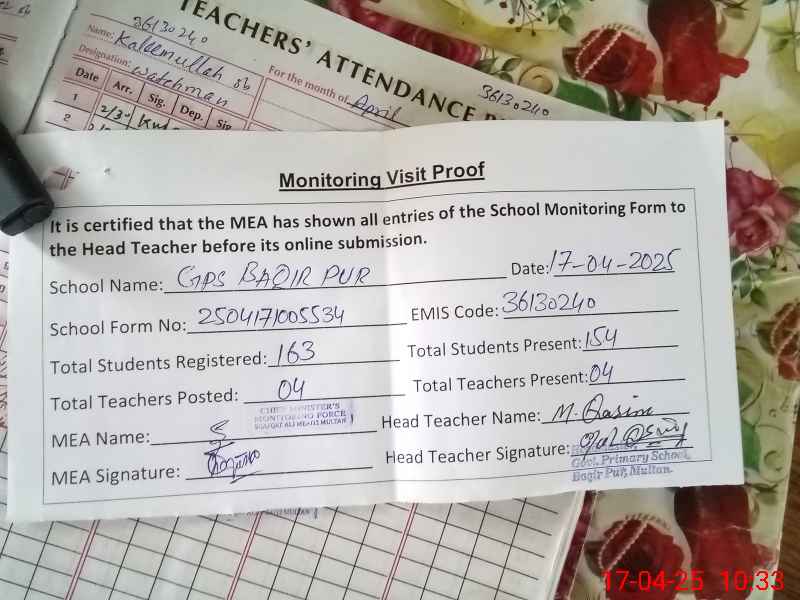 TEACHERS' ATTENDANCE
36130240
36130240
Name: Kaleemullah
Designation: Watchman
For the month of April
Date Arr. Sig. Dep. Sig
1
2
Monitoring Visit Proof
It is certified that the MEA has shown all entries of the School Monitoring Form to
the Head Teacher before its online submission.
School Name: GPS BAQIR PUR Date: 17-04-2025
School Form No: 2504171005534 EMIS Code: 36130240
Total Students Registered: 163 Total Students Present: 154
Total Teachers Posted: 04 Total Teachers Present: 04
CHIEF MINISTER'S
MONITORING FORCE
MULTAN
MEA Name: Head Teacher Name: M. Qasim
MEA Signature: Head Teacher Signature:
Govt. Primary School,
Baqir Pur, Multan.
17-04-25 10:33